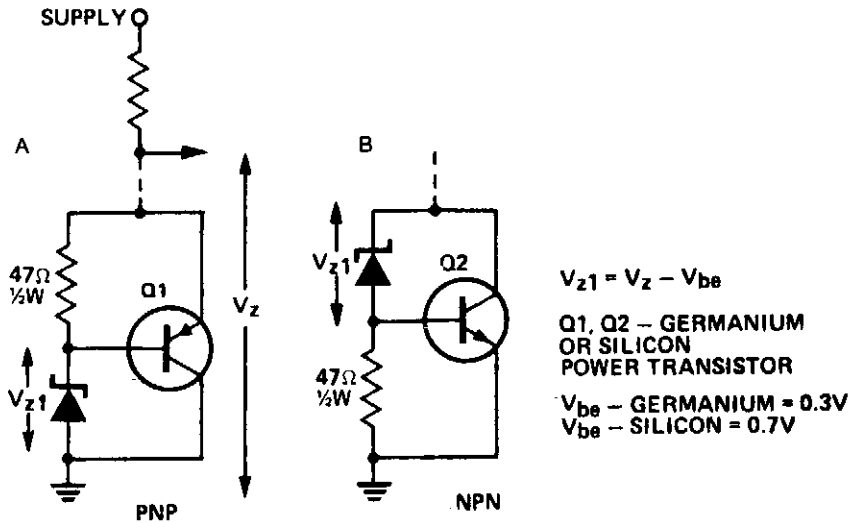 SUPPLY
A
B
47Ω
½W
Q1
Vz1
Vz
PNP
Vz1
Q2
47Ω
½W
NPN
Vz1 = Vz – Vbe
Q1, Q2 – GERMANIUM
OR SILICON
POWER TRANSISTOR
Vbe – GERMANIUM = 0.3V
Vbe – SILICON = 0.7V